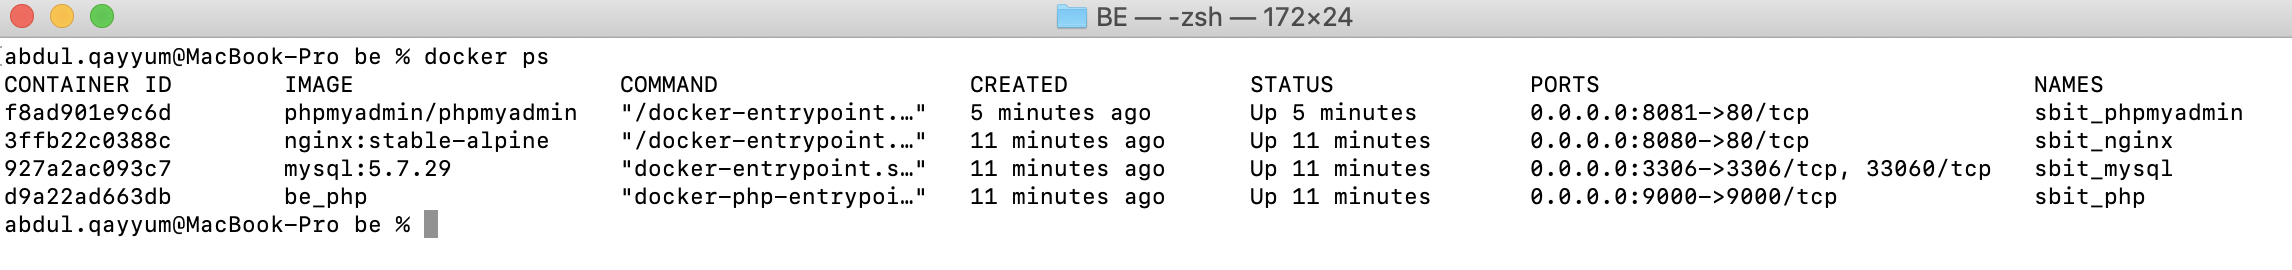 BE — -zsh — 172×24
abdul.qayyum@MacBook-Pro be % docker ps
CONTAINER ID        IMAGE                   COMMAND                  CREATED             STATUS              PORTS                               NAMES
f8ad901e9c6d        phpmyadmin/phpmyadmin   "/docker-entrypoint.…"   5 minutes ago       Up 5 minutes        0.0.0.0:8081->80/tcp                sbit_phpmyadmin
3ffb22c0388c        nginx:stable-alpine     "/docker-entrypoint.…"   11 minutes ago      Up 11 minutes       0.0.0.0:8080->80/tcp                sbit_nginx
927a2ac093c7        mysql:5.7.29            "docker-entrypoint.s…"   11 minutes ago      Up 11 minutes       0.0.0.0:3306->3306/tcp, 33060/tcp   sbit_mysql
d9a22ad663db        be_php                  "docker-php-entrypoi…"   11 minutes ago      Up 11 minutes       0.0.0.0:9000->9000/tcp              sbit_php
abdul.qayyum@MacBook-Pro be %